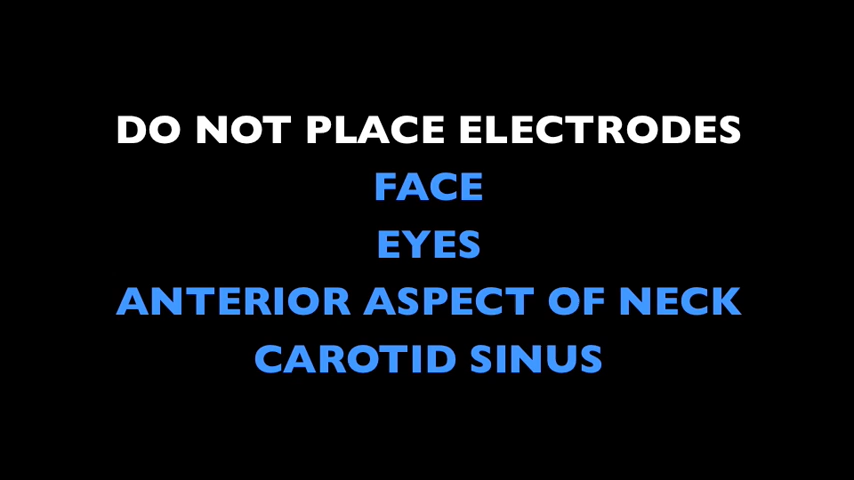 DO NOT PLACE ELECTRODES
FACE
EYES
ANTERIOR ASPECT OF NECK
CAROTID SINUS